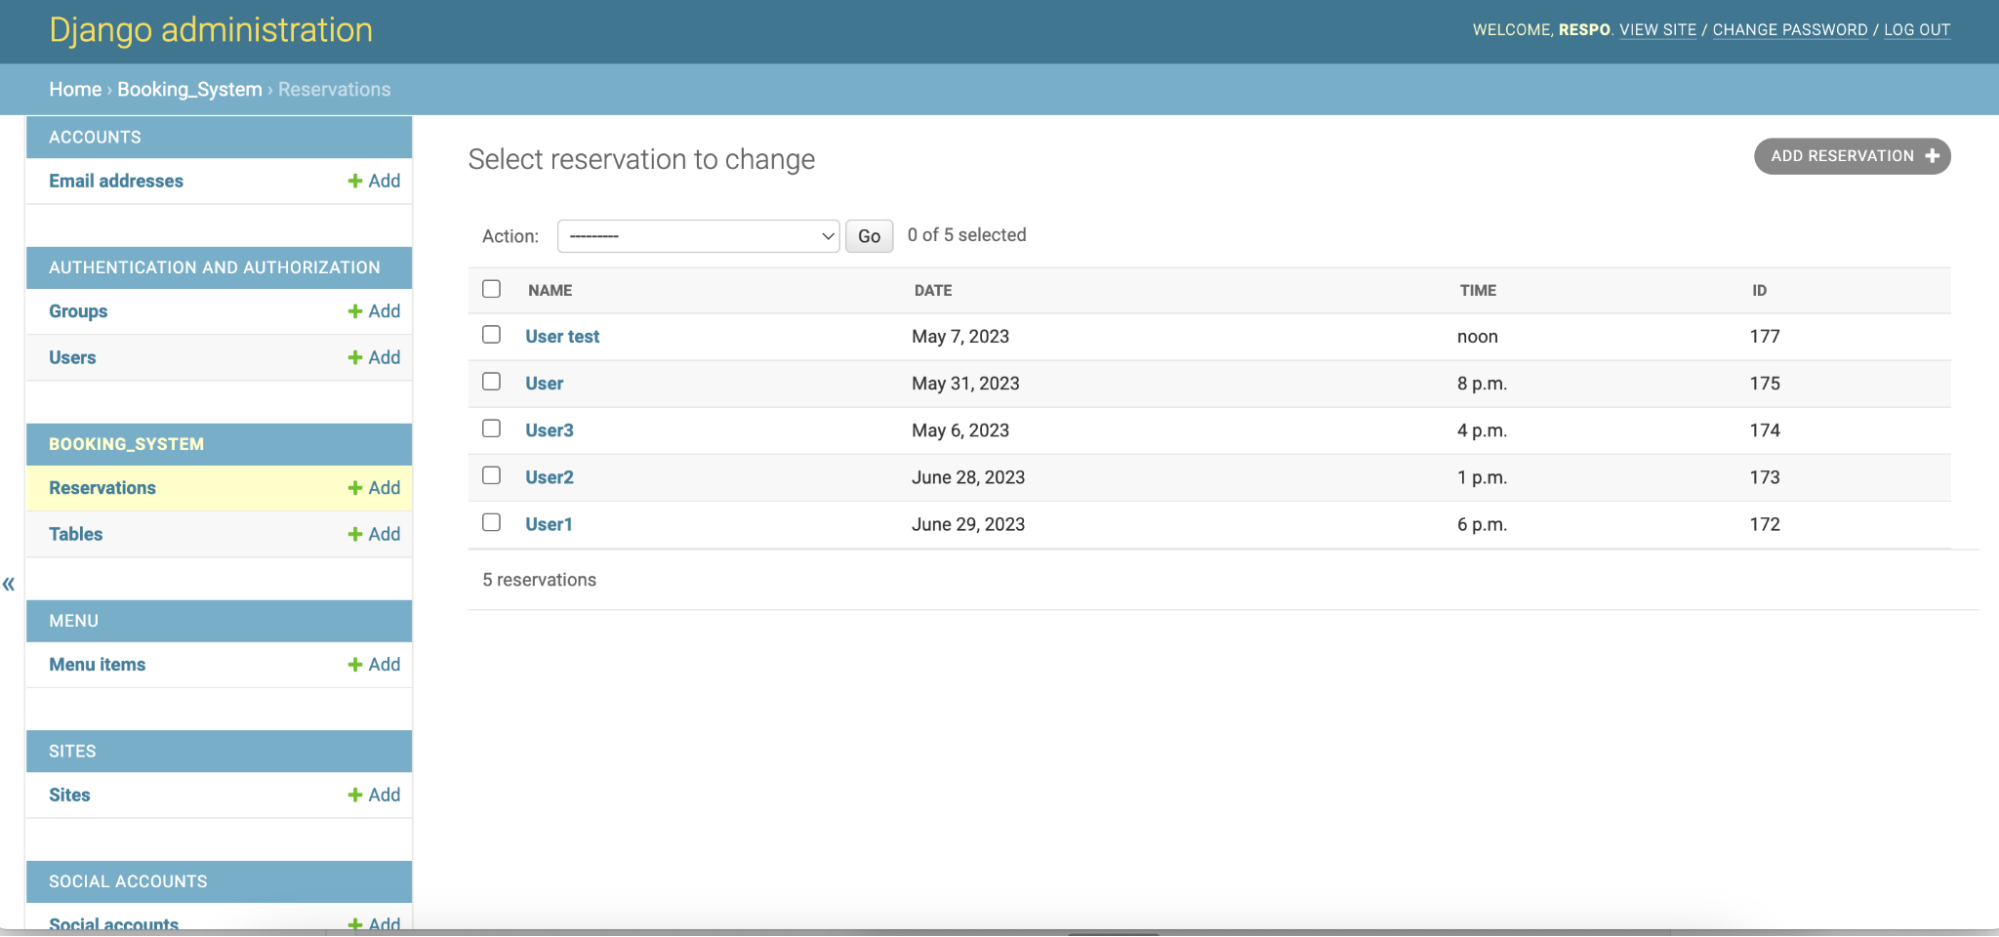 Django administration
WELCOME, RESPO. VIEW SITE / CHANGE PASSWORD / LOG OUT
Home › Booking_System › Reservations
ACCOUNTS
Email addresses + Add
AUTHENTICATION AND AUTHORIZATION
Groups + Add
Users + Add
BOOKING_SYSTEM
Reservations + Add
Tables + Add
«
MENU
Menu items + Add
SITES
Sites + Add
SOCIAL ACCOUNTS
Social accounts + Add
Select reservation to change
ADD RESERVATION +
Action: --------- Go 0 of 5 selected
NAME DATE TIME ID
User test May 7, 2023 noon 177
User May 31, 2023 8 p.m. 175
User3 May 6, 2023 4 p.m. 174
User2 June 28, 2023 1 p.m. 173
User1 June 29, 2023 6 p.m. 172
5 reservations